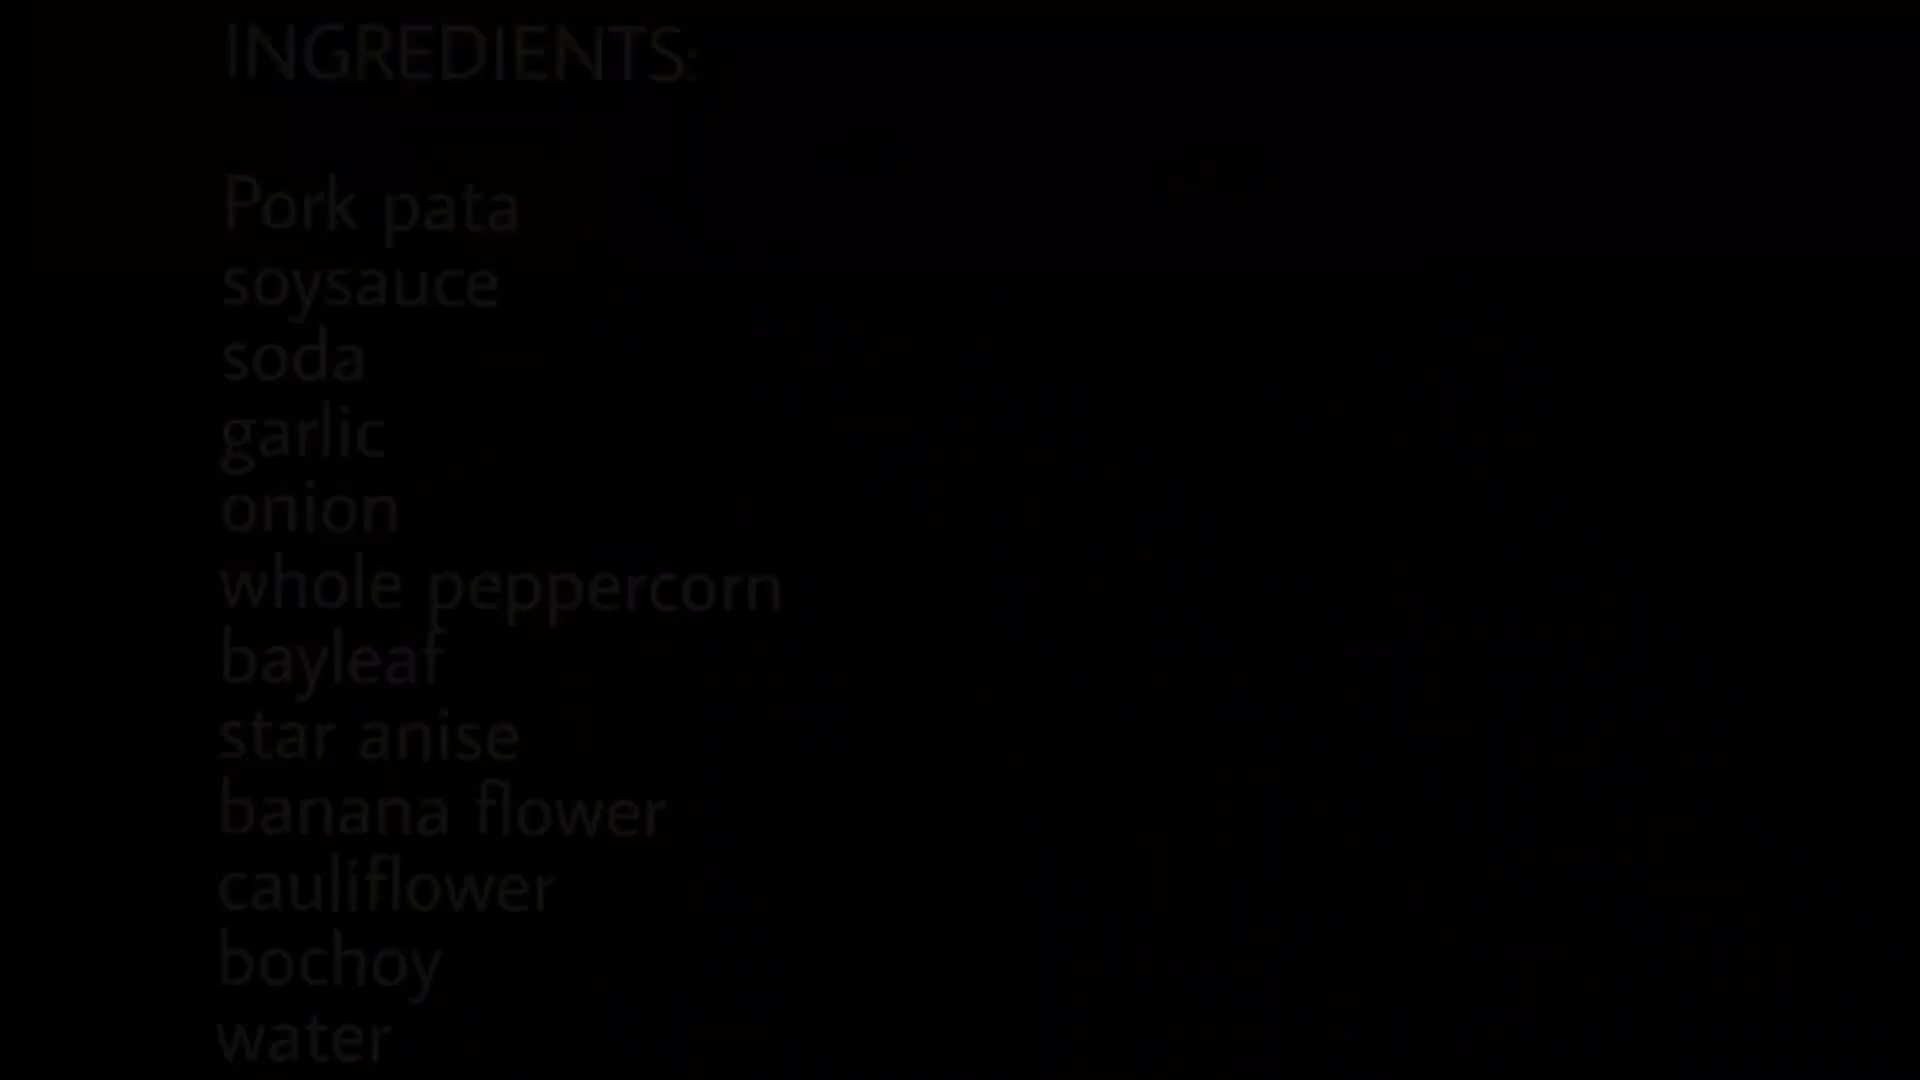 INGREDIENTS:
Pork pata
soysauce
soda
garlic
onion
whole peppercorn
bayleaf
star anise
banana flower
cauliflower
bochoy
water